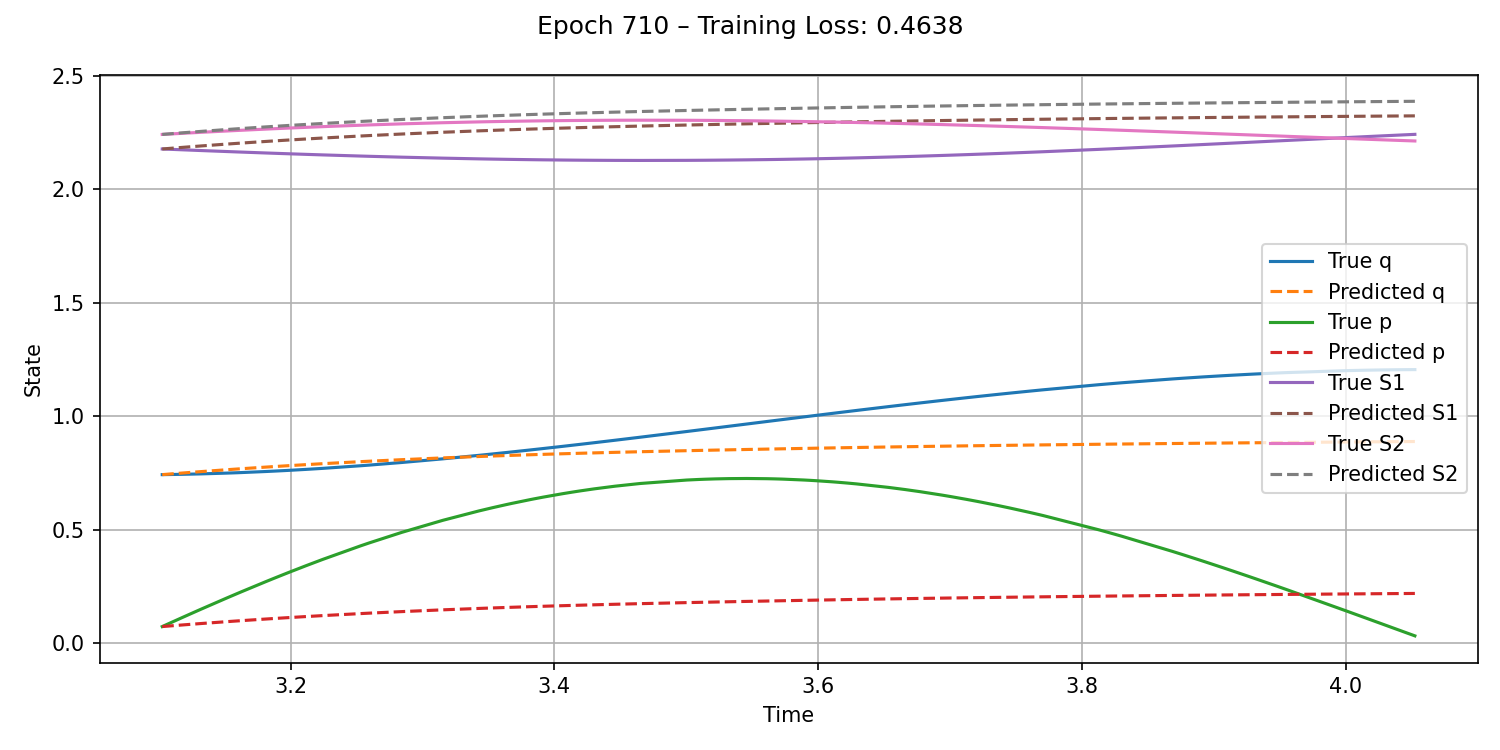 Epoch 710 – Training Loss: 0.4638
2.5
2.0
1.5
1.0
0.5
0.0
State
3.2
3.4
3.6
3.8
4.0
Time
True q
Predicted q
True p
Predicted p
True S1
Predicted S1
True S2
Predicted S2